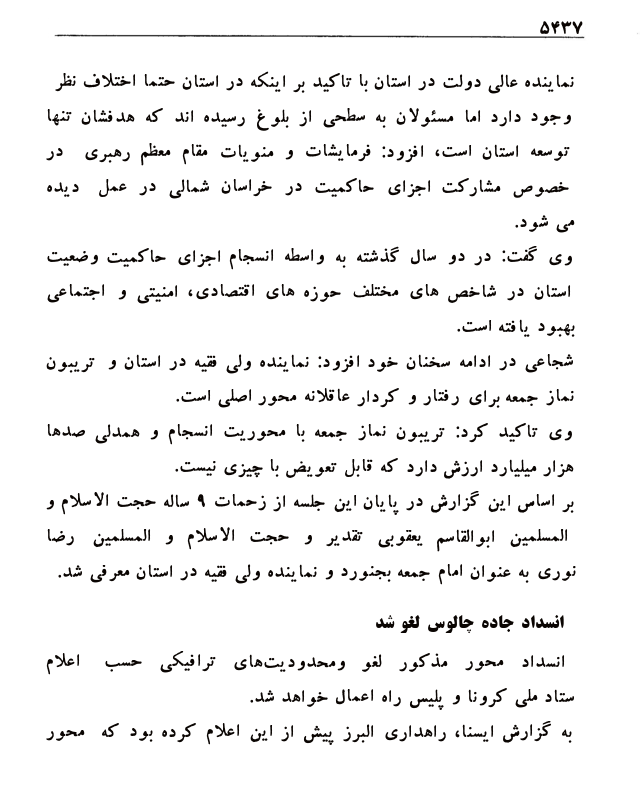 ۵۴۳۷
نماینده عالی دولت در استان با تاکید بر اینکه در استان حتما اختلاف نظر
وجود دارد اما مسئولان به سطحی از بلوغ رسیده اند که هدفشان تنها
توسعه استان است، افزود: فرمایشات و منویات مقام معظم رهبری در
خصوص مشارکت اجزای حاکمیت در خراسان شمالی در عمل دیده
می شود.
وی گفت: در دو سال گذشته به واسطه انسجام اجزای حاکمیت وضعیت
استان در شاخص های مختلف حوزه های اقتصادی، امنیتی و اجتماعی
بهبود یافته است.
شجاعی در ادامه سخنان خود افزود: نماینده ولی فقیه در استان و تریبون
نماز جمعه برای رفتار و کردار عاقلانه محور اصلی است.
وی تاکید کرد: تریبون نماز جمعه با محوریت انسجام و همدلی صدها
هزار میلیارد ارزش دارد که قابل تعویض با چیزی نیست.
بر اساس این گزارش در پایان این جلسه از زحمات ۹ ساله حجت الاسلام و
المسلمین ابوالقاسم یعقوبی تقدیر و حجت الاسلام و المسلمین رضا
نوری به عنوان امام جمعه بجنورد و نماینده ولی فقیه در استان معرفی شد.
انسداد جاده چالوس لغو شد
انسداد محور مذکور لغو ومحدودیت‌های ترافیکی حسب اعلام
ستاد ملی کرونا و پلیس راه اعمال خواهد شد.
به گزارش ایسنا، راهداری البرز پیش از این اعلام کرده بود که محور